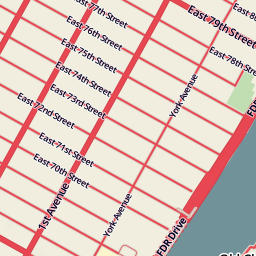 East 77th Street
East 76th Street
East 75th Street
East 74th Street
East 73rd Street
East 72nd Street
East 71st Street
East 70th Street
East 79th Street
East 78th Street
York Avenue
York Avenue
1st Avenue
FDR Drive
FDR